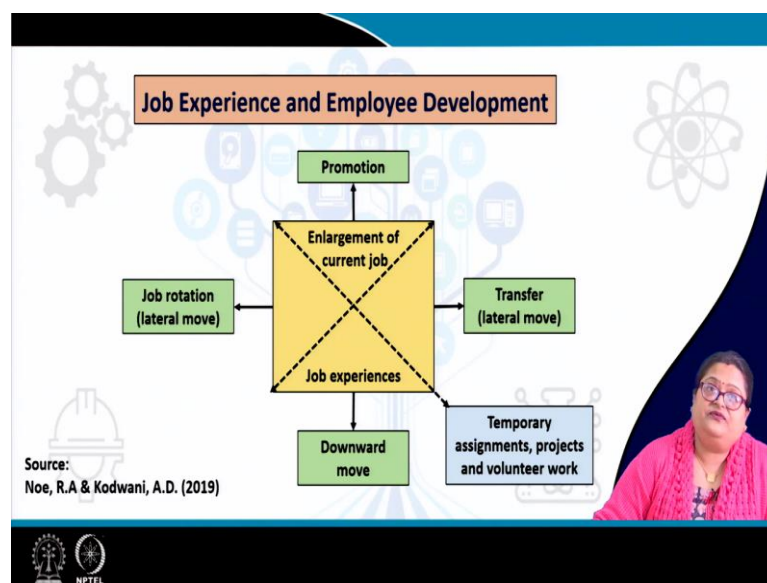 Job Experience and Employee Development
Promotion
Enlargement of
current job
Job rotation
(lateral move)
Transfer
(lateral move)
Job experiences
Downward
move
Temporary
assignments, projects
and volunteer work
Source:
Noe, R.A & Kodwani, A.D. (2019)
NPTEL